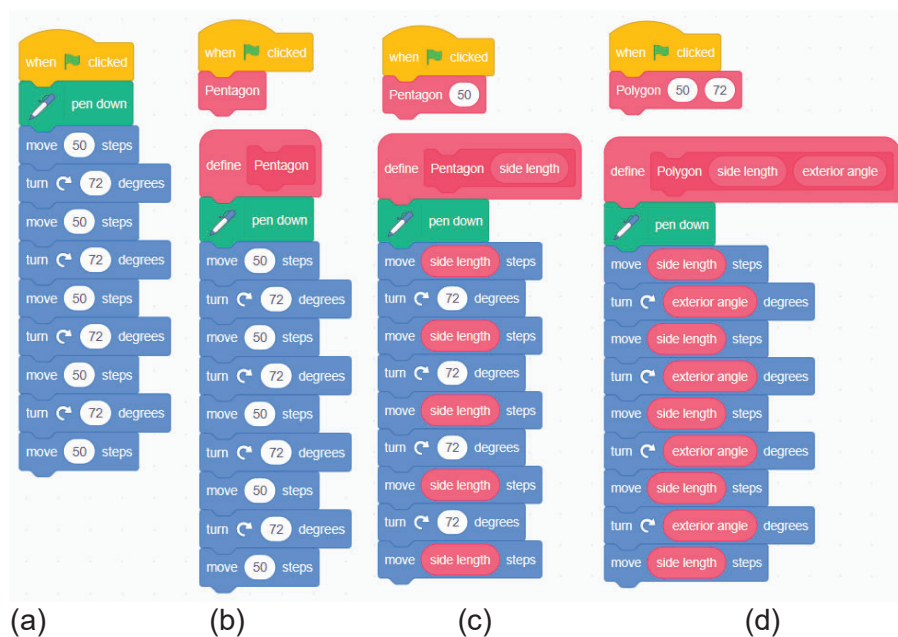 when clicked
pen down
move 50 steps
turn 72 degrees
move 50 steps
turn 72 degrees
move 50 steps
turn 72 degrees
move 50 steps
turn 72 degrees
move 50 steps
(a)
when clicked
Pentagon
define Pentagon
pen down
move 50 steps
turn 72 degrees
move 50 steps
turn 72 degrees
move 50 steps
turn 72 degrees
move 50 steps
turn 72 degrees
move 50 steps
(b)
when clicked
Pentagon 50
define Pentagon side length
pen down
move side length steps
turn 72 degrees
move side length steps
turn 72 degrees
move side length steps
turn 72 degrees
move side length steps
turn 72 degrees
move side length steps
(c)
when clicked
Polygon 50 72
define Polygon side length exterior angle
pen down
move side length steps
turn exterior angle degrees
move side length steps
turn exterior angle degrees
move side length steps
turn exterior angle degrees
move side length steps
turn exterior angle degrees
move side length steps
(d)